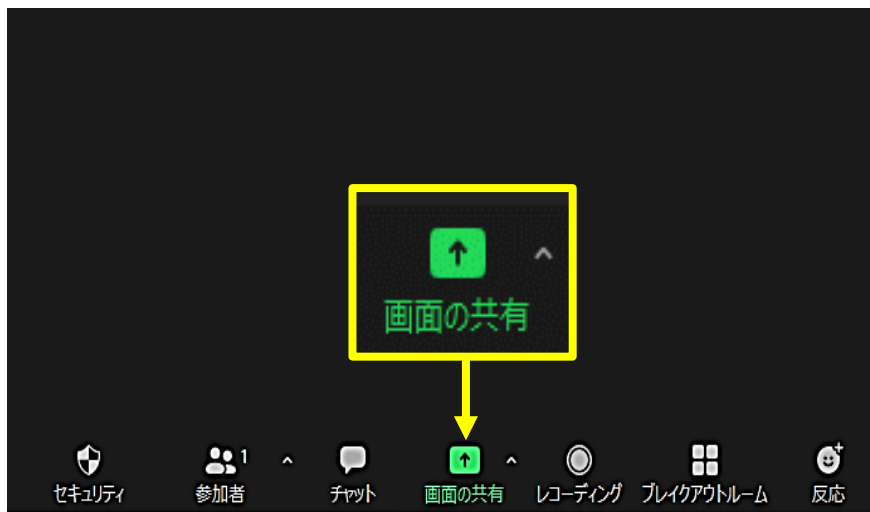 画面の共有
1
セキュリティ
参加者
チャット
画面の共有
レコーディング
ブレイクアウトルーム
反応